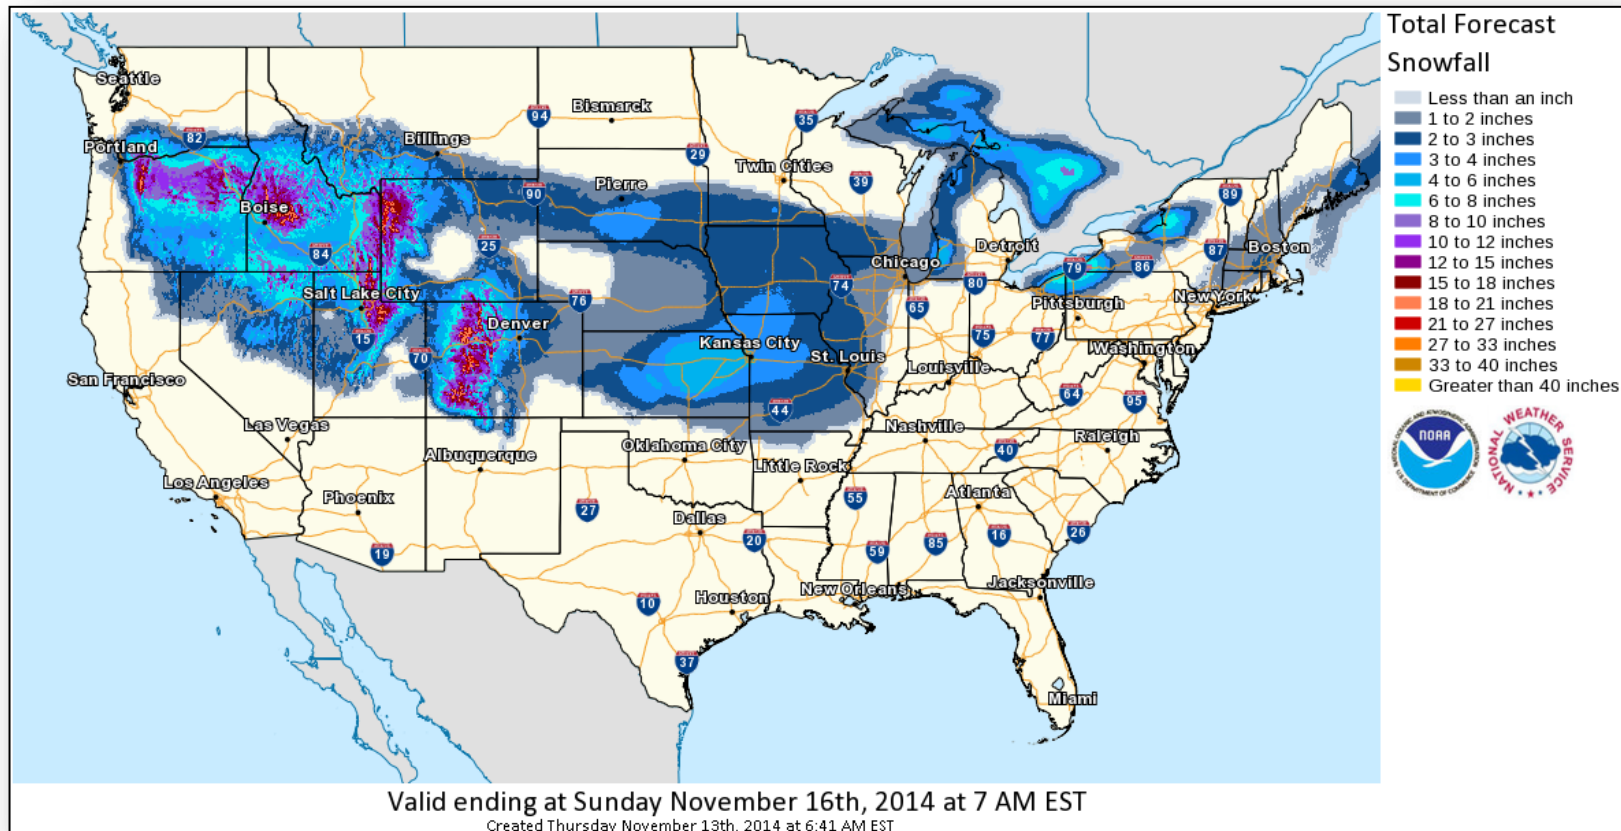 Total Forecast
Snowfall
Less than an inch
1 to 2 inches
2 to 3 inches
3 to 4 inches
4 to 6 inches
6 to 8 inches
8 to 10 inches
10 to 12 inches
12 to 15 inches
15 to 18 inches
18 to 21 inches
21 to 27 inches
27 to 33 inches
33 to 40 inches
Greater than 40 inches
NOAA
NATIONAL WEATHER SERVICE
Seattle
Bismarck
94
35
82
Portland
Billings
29
Twin Cities
Pierre
90
39
89
Boise
25
84
Detroit
Boston
87
Chicago
79
86
Salt Lake City
76
74
80
New York
Pittsburgh
65
Denver
15
70
Kansas City
75
77
St. Louis
Washington
Louisville
San Francisco
64
95
44
Las Vegas
Nashville
Raleigh
Oklahoma City
40
Albuquerque
Little Rock
Los Angeles
Phoenix
55
Atlanta
27
Dallas
20
16
26
19
59
85
Jacksonville
New Orleans
10
Houston
37
Miami
Valid ending at Sunday November 16th, 2014 at 7 AM EST
Created Thursday November 13th, 2014 at 6:41 AM EST